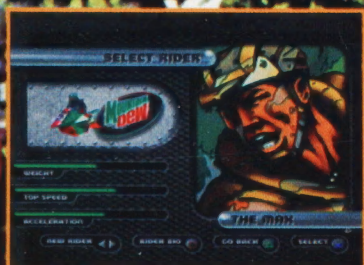 SELECT RIDER
Mountain
DEW
WEIGHT
TOP SPEED
ACCELERATION
THE MAX
NEW RIDER
RIDER BIO
GO BACK
SELECT